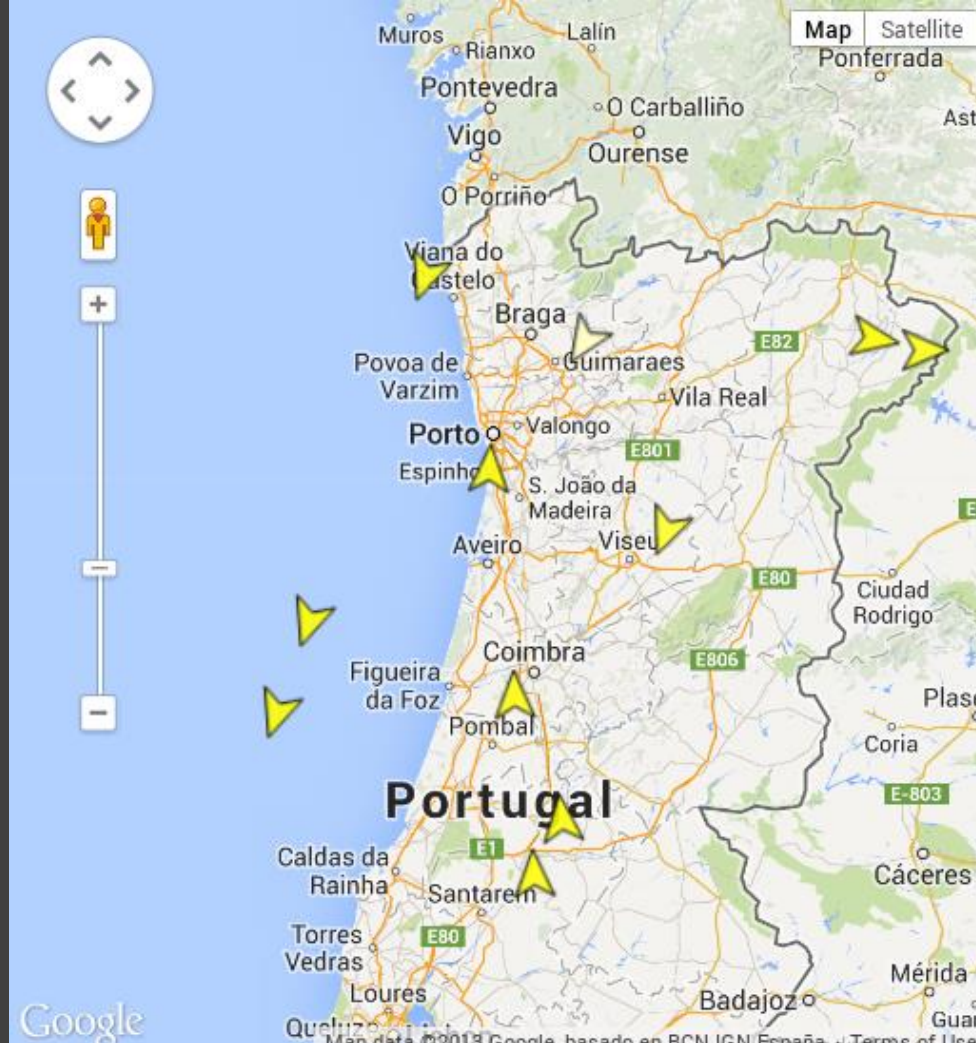 Map Satellite
Muros
Lalín
Rianxo
Ponferrada
Pontevedra
O Carballiño
Ast
Vigo
Ourense
O Porriño
Viana do
Castelo
Braga
E82
Povoa de
Varzim
Guimaraes
Vila Real
Porto
Valongo
E801
Espinho
S. João da
Madeira
Aveiro
Viseu
E
E80
Ciudad
Rodrigo
Coimbra
E806
Figueira
da Foz
Plas
Pombal
Coria
Portugal
E-803
E1
Caldas da
Rainha
Cáceres
Santarem
Torres
Vedras
E80
Mérida
Loures
Badajoz
Google
Queluz
Gua
Map data ©2013 Google, basado en BCN IGN España - Terms of Use